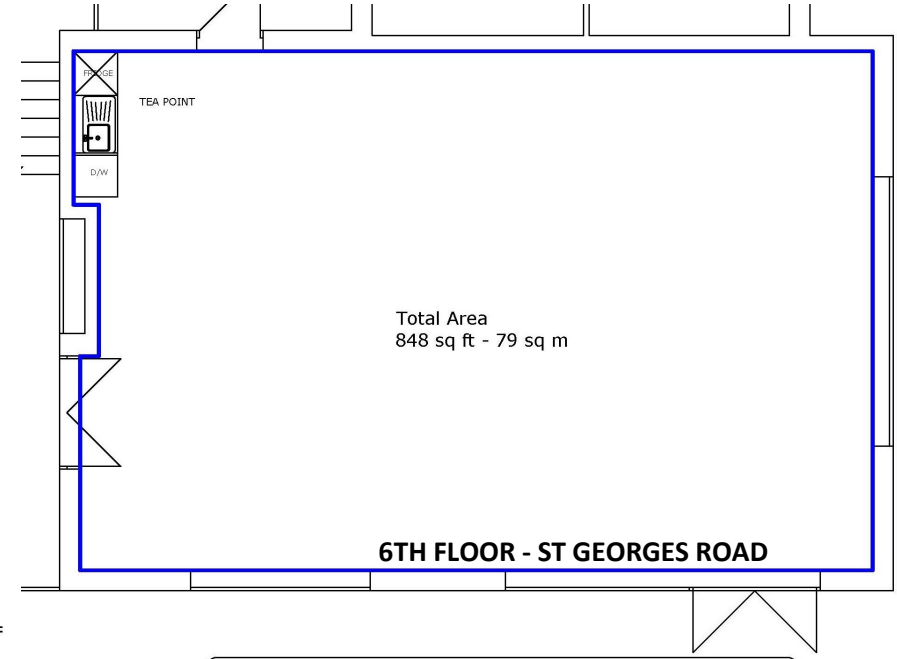 FRIDGE
TEA POINT
D/W
Total Area
848 sq ft - 79 sq m
6TH FLOOR - ST GEORGES ROAD